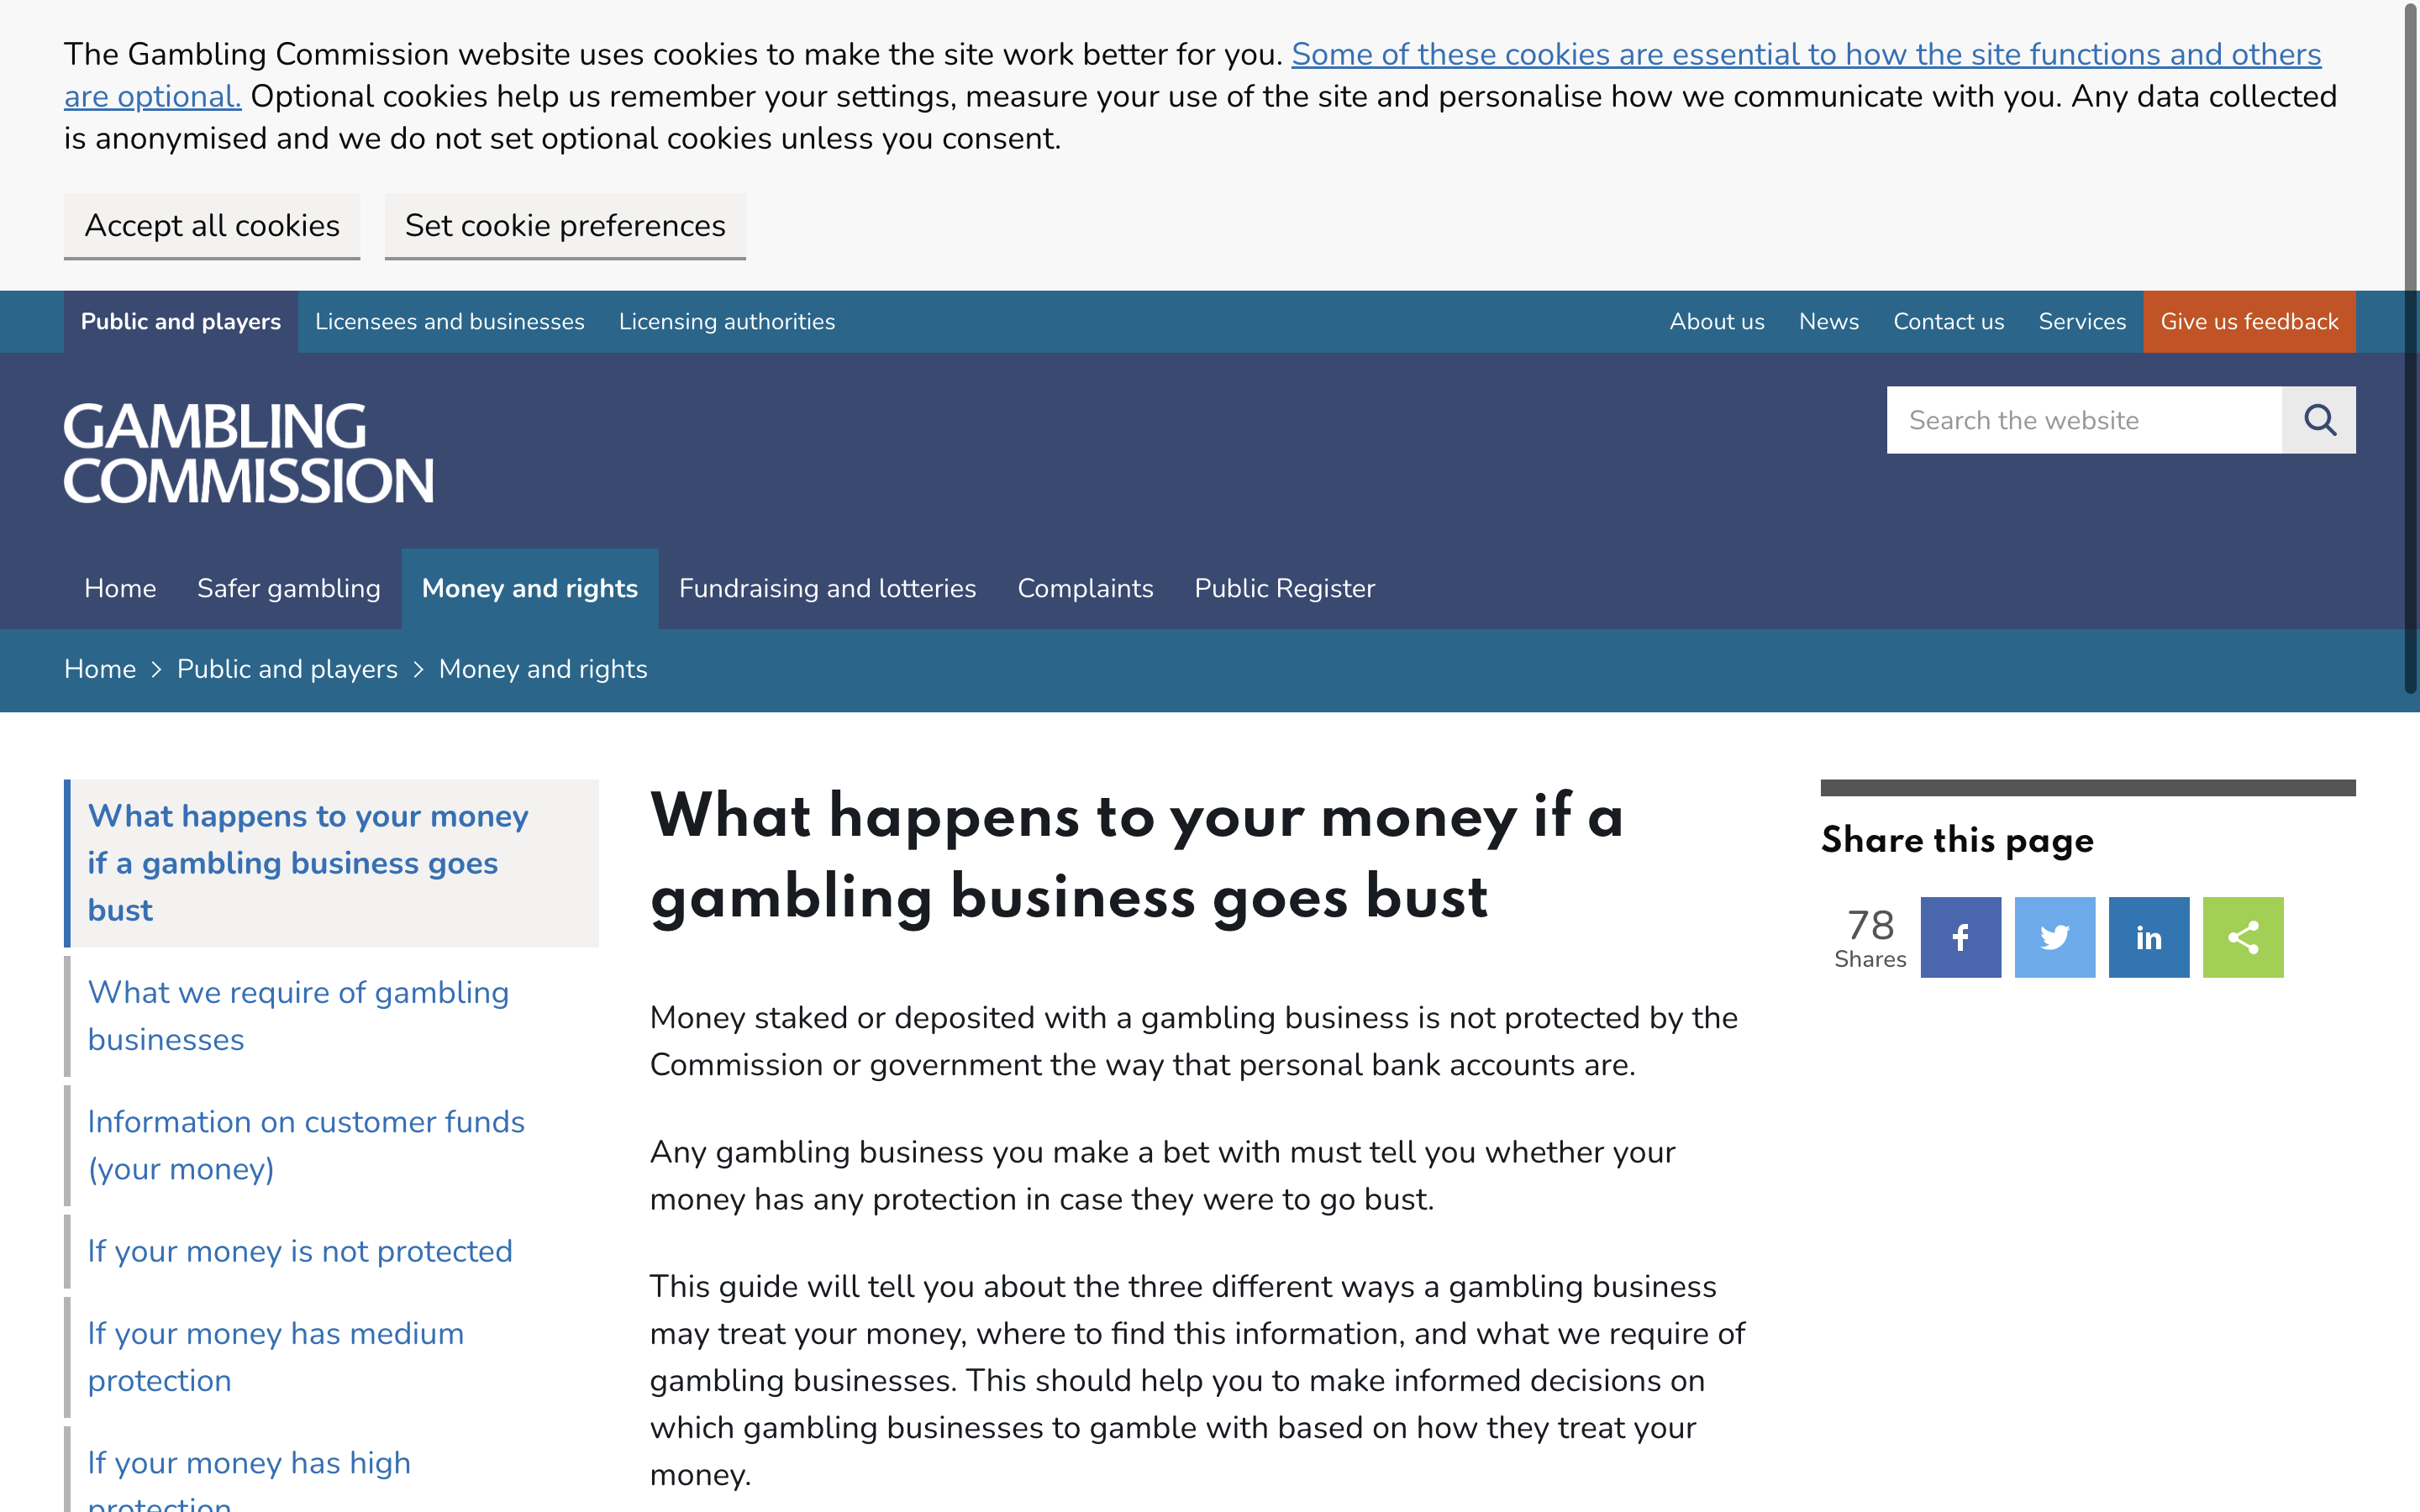 The Gambling Commission website uses cookies to make the site work better for you. Some of these cookies are essential to how the site functions and others
are optional. Optional cookies help us remember your settings, measure your use of the site and personalise how we communicate with you. Any data collected
is anonymised and we do not set optional cookies unless you consent.
Accept all cookies
Set cookie preferences
Public and players
Licensees and businesses
Licensing authorities
About us
News
Contact us
Services
Give us feedback
GAMBLING
COMMISSION
Search the website
Home
Safer gambling
Money and rights
Fundraising and lotteries
Complaints
Public Register
Home > Public and players > Money and rights
What happens to your money
if a gambling business goes
bust
What we require of gambling
businesses
Information on customer funds
(your money)
If your money is not protected
If your money has medium
protection
If your money has high
protection
What happens to your money if a
gambling business goes bust
Money staked or deposited with a gambling business is not protected by the
Commission or government the way that personal bank accounts are.
Any gambling business you make a bet with must tell you whether your
money has any protection in case they were to go bust.
This guide will tell you about the three different ways a gambling business
may treat your money, where to find this information, and what we require of
gambling businesses. This should help you to make informed decisions on
which gambling businesses to gamble with based on how they treat your
money.
Share this page
78
Shares